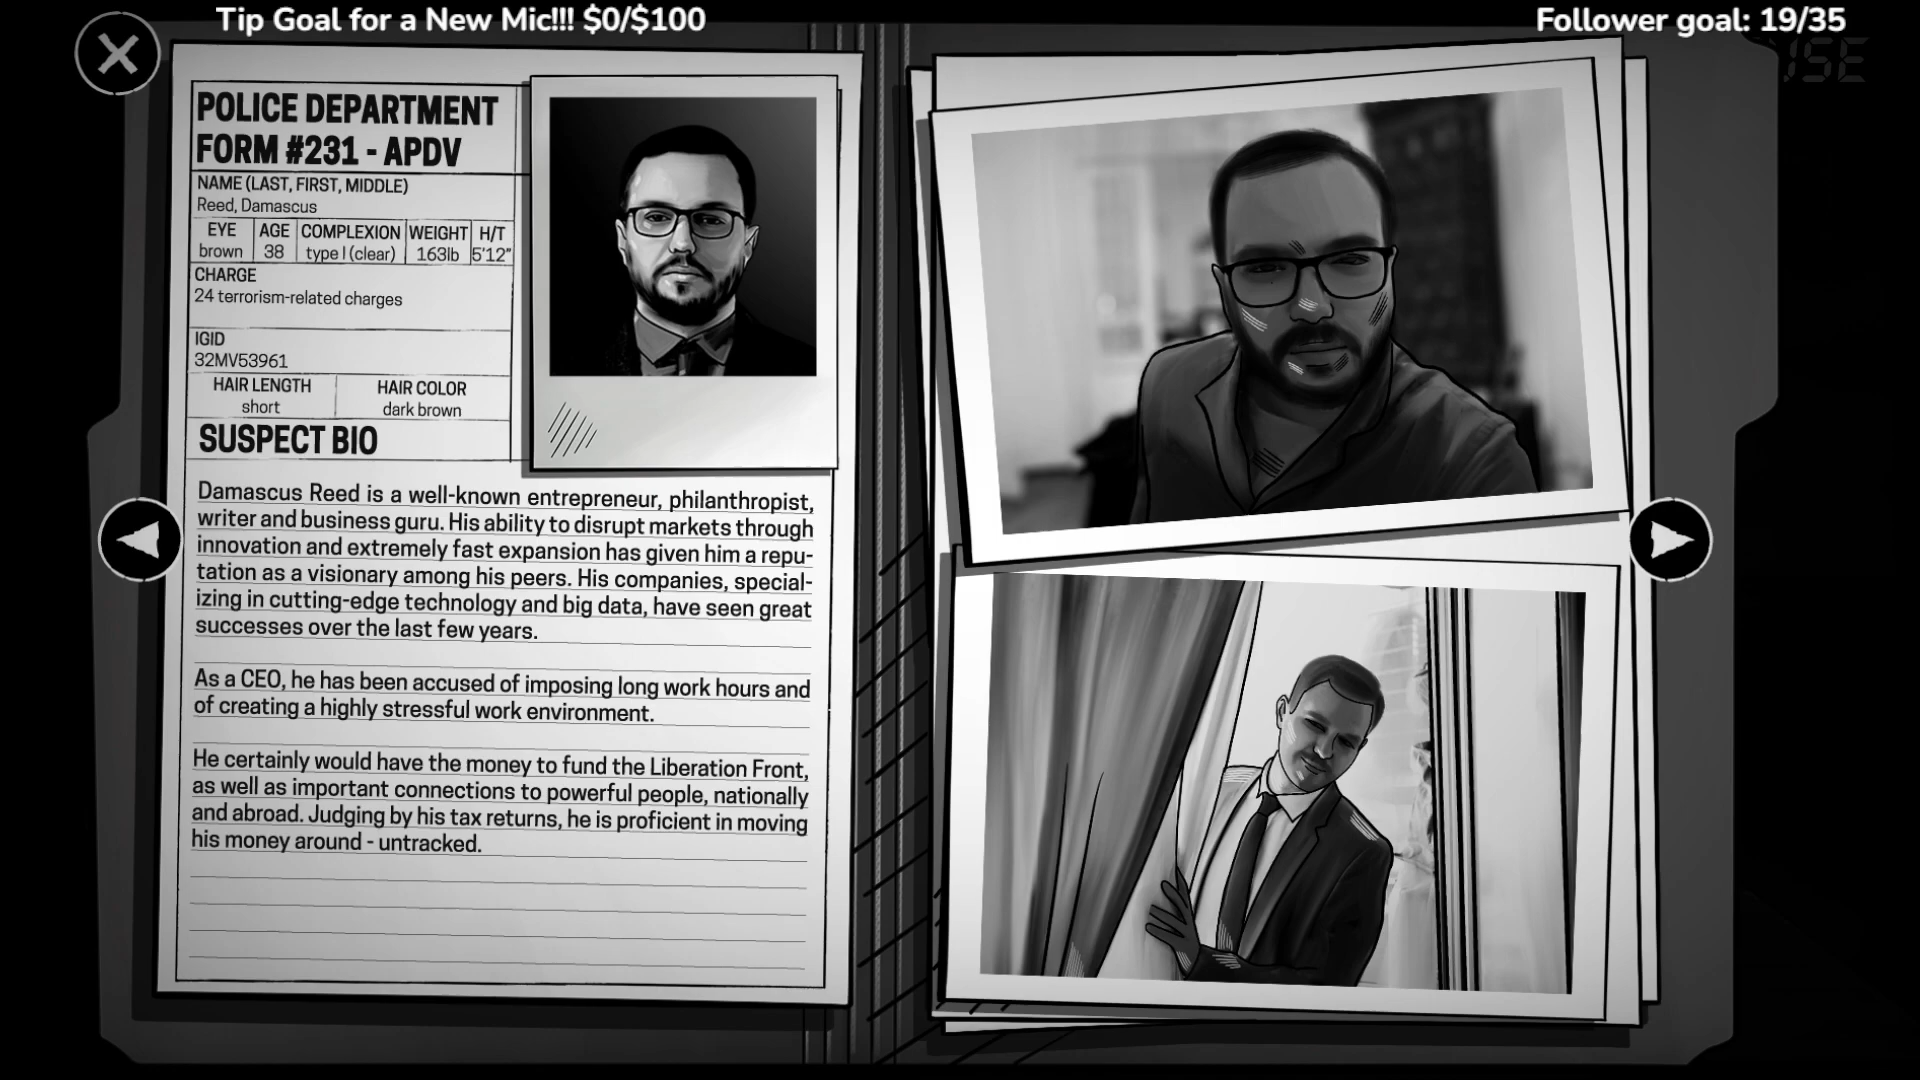 Tip Goal for a New Mic!!! $0/$100
Follower goal: 19/35
POLICE DEPARTMENT
FORM #231 - APDV
NAME (LAST, FIRST, MIDDLE)
Reed, Damascus
EYE AGE COMPLEXION WEIGHT H/T
brown 38 type I (clear) 163lb 5'12"
CHARGE
24 terrorism-related charges
IGID
32MV53961
HAIR LENGTH HAIR COLOR
short dark brown
SUSPECT BIO
Damascus Reed is a well-known entrepreneur, philanthropist,
writer and business guru. His ability to disrupt markets through
innovation and extremely fast expansion has given him a repu-
tation as a visionary among his peers. His companies, special-
izing in cutting-edge technology and big data, have seen great
successes over the last few years.
As a CEO, he has been accused of imposing long work hours and
of creating a highly stressful work environment.
He certainly would have the money to fund the Liberation Front,
as well as important connections to powerful people, nationally
and abroad. Judging by his tax returns, he is proficient in moving
his money around - untracked.